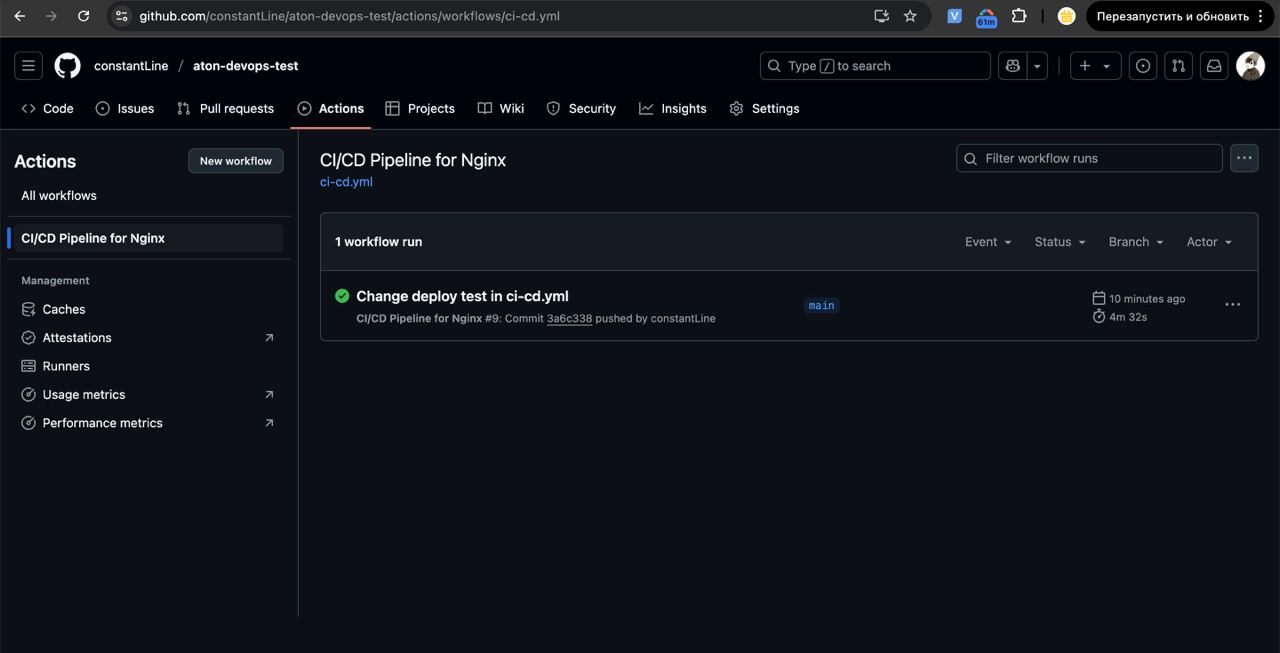 github.com/constantLine/aton-devops-test/actions/workflows/ci-cd.yml
V
61m
Перезапустить и обновить
constantLine / aton-devops-test
Type / to search
Code
Issues
Pull requests
Actions
Projects
Wiki
Security
Insights
Settings
Actions
New workflow
All workflows
CI/CD Pipeline for Nginx
Management
Caches
Attestations
Runners
Usage metrics
Performance metrics
CI/CD Pipeline for Nginx
ci-cd.yml
Filter workflow runs
1 workflow run
Event
Status
Branch
Actor
Change deploy test in ci-cd.yml
CI/CD Pipeline for Nginx #9: Commit 3a6c338 pushed by constantLine
main
10 minutes ago
4m 32s